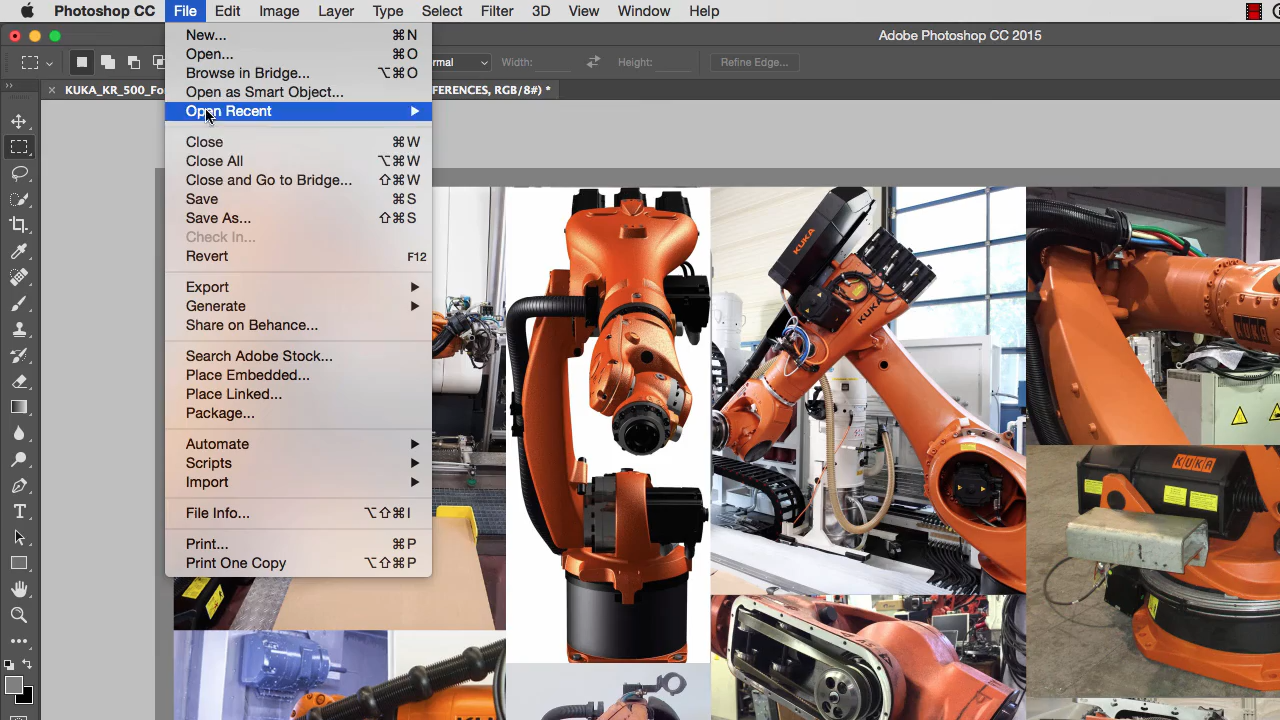 Photoshop CC File Edit Image Layer Type Select Filter 3D View Window Help
Adobe Photoshop CC 2015
rmal Width: Height: Refine Edge...
KUKA_KR_500_Fo
FERENCES, RGB/8#) *
New... ⌘N
Open... ⌘O
Browse in Bridge... ⌥⌘O
Open as Smart Object...
Open Recent
Close ⌘W
Close All ⌥⌘W
Close and Go to Bridge... ⇧⌘W
Save ⌘S
Save As... ⇧⌘S
Check In...
Revert F12
Export
Generate
Share on Behance...
Search Adobe Stock...
Place Embedded...
Place Linked...
Package...
Automate
Scripts
Import
File Info... ⌥⇧⌘I
Print... ⌘P
Print One Copy ⌥⇧⌘P
KUKA
KUKA
KUKA
KUKA